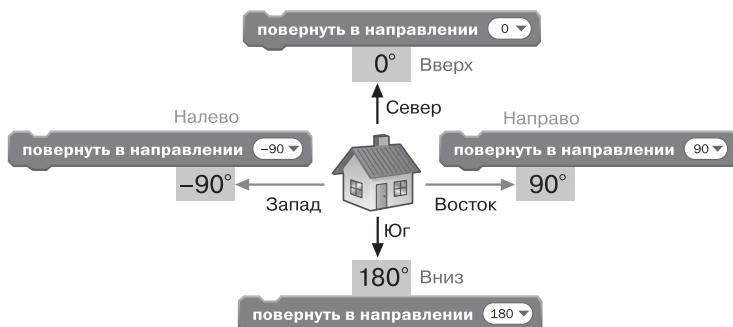 повернуть в направлении 0
0° Вверх
Север
Налево
Направо
повернуть в направлении –90
повернуть в направлении 90
–90°
90°
Запад
Восток
Юг
180° Вниз
повернуть в направлении 180